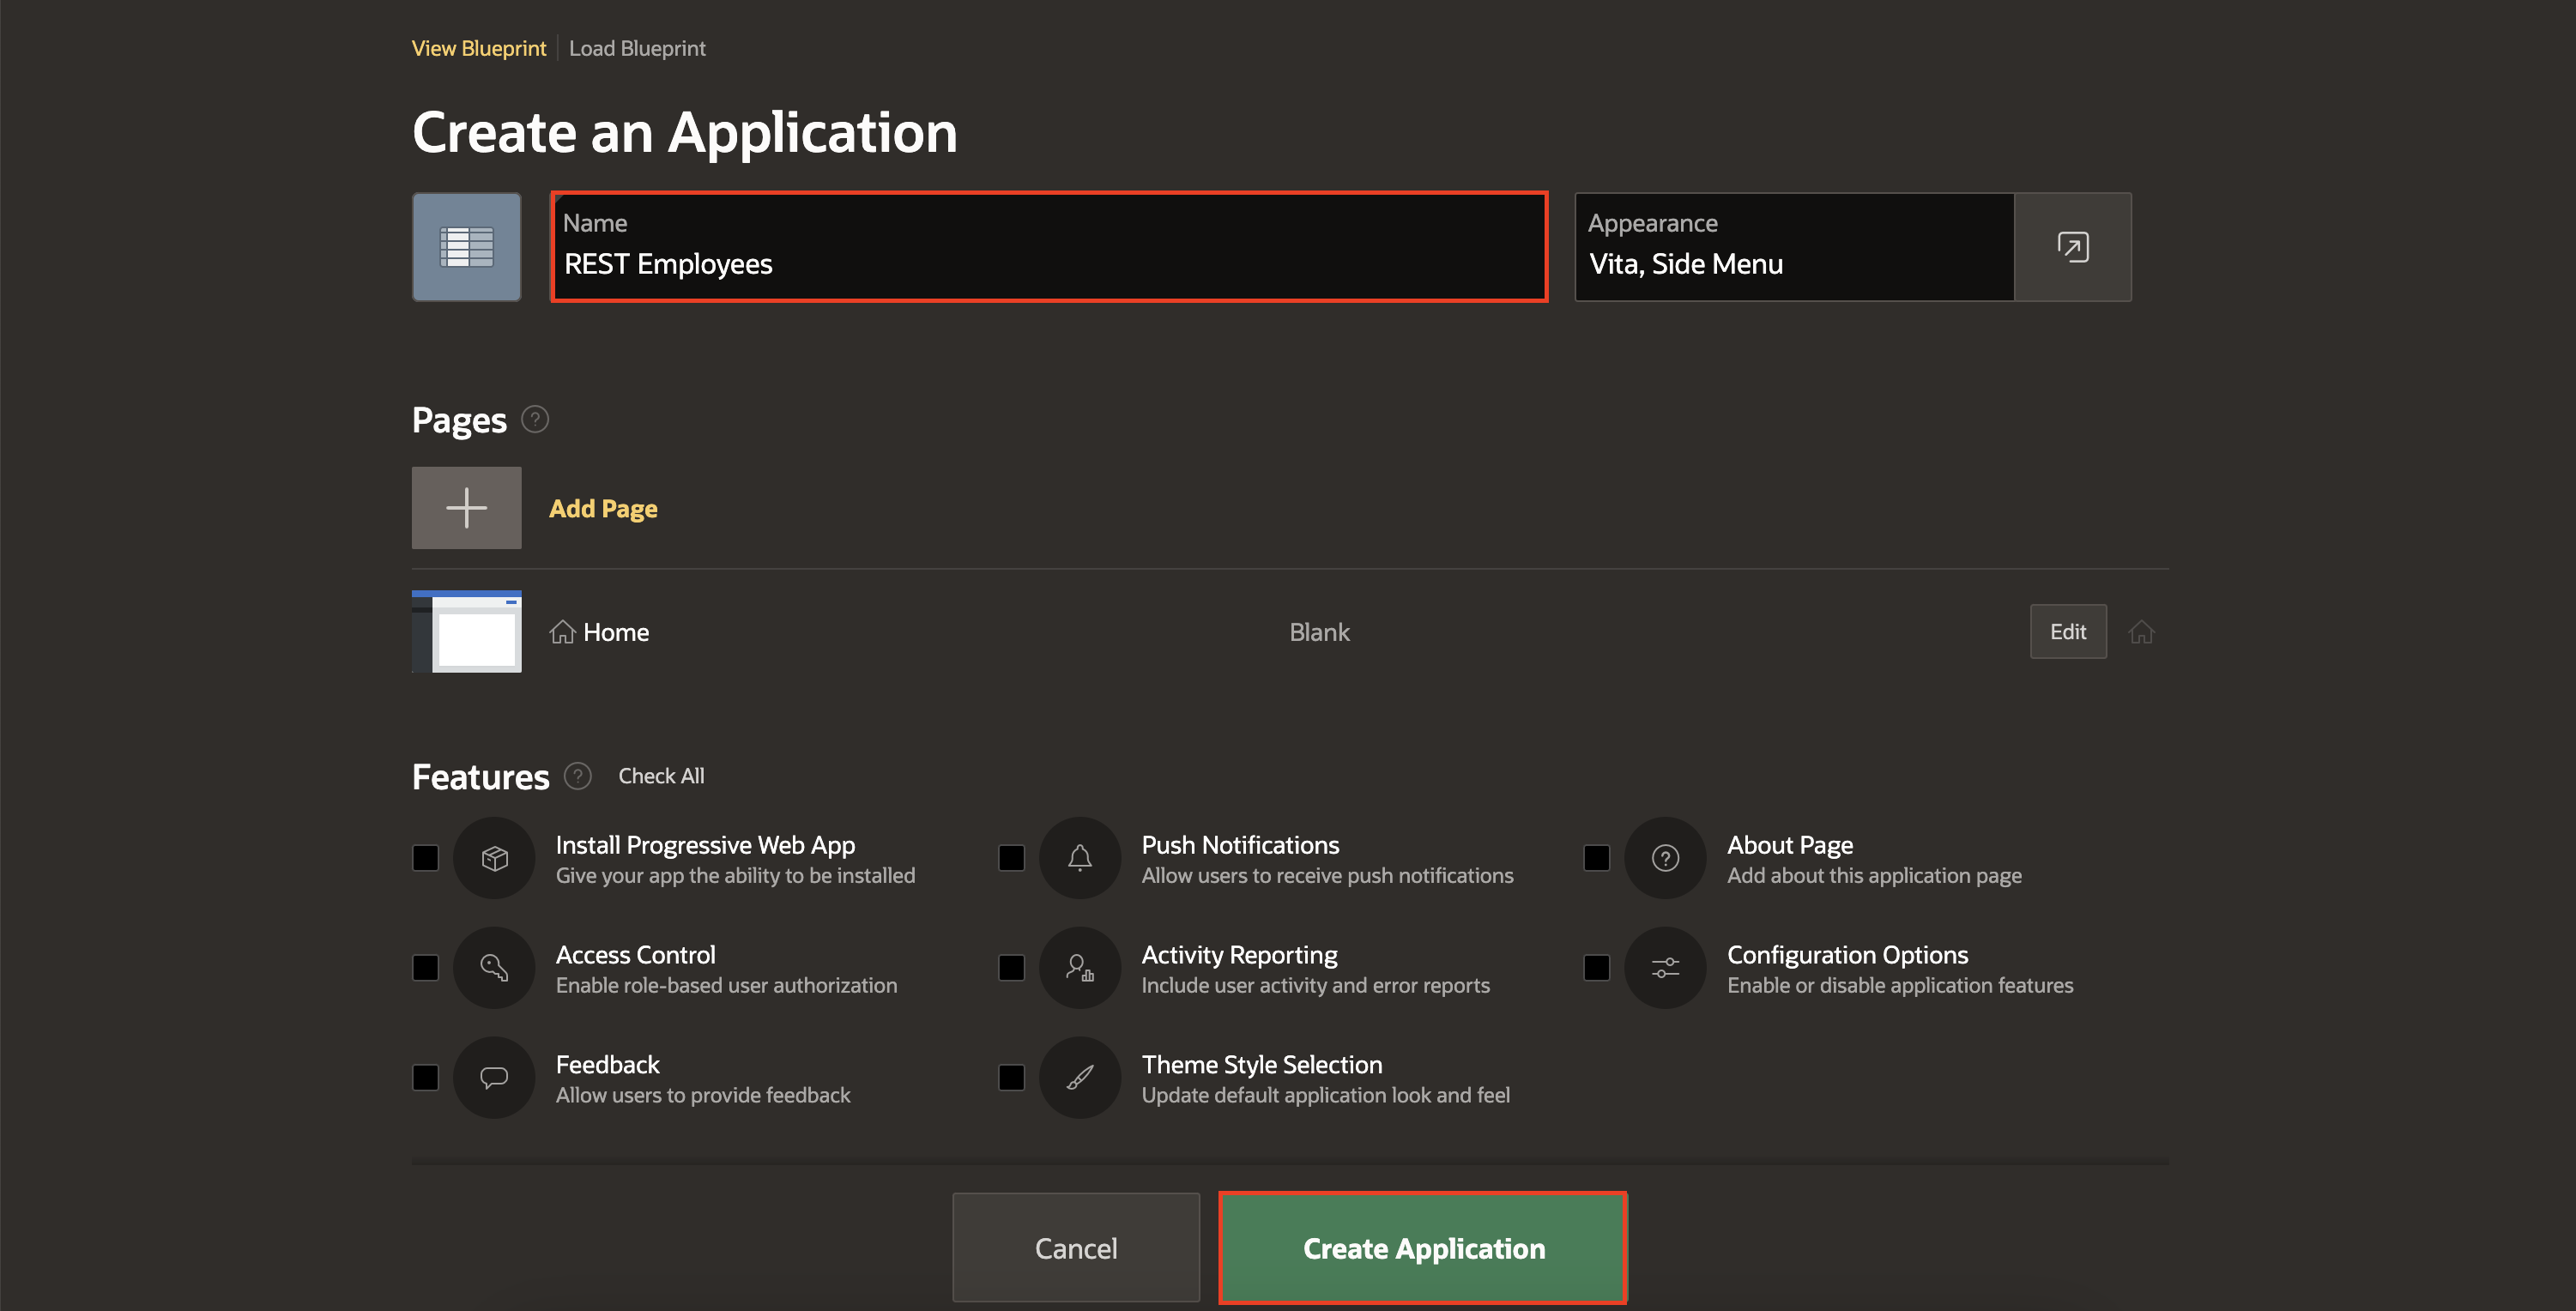 View Blueprint Load Blueprint
Create an Application
Name
REST Employees
Appearance
Vita, Side Menu
Pages ?
Add Page
Home Blank Edit
Features ? Check All
Install Progressive Web App
Give your app the ability to be installed
Push Notifications
Allow users to receive push notifications
About Page
Add about this application page
Access Control
Enable role-based user authorization
Activity Reporting
Include user activity and error reports
Configuration Options
Enable or disable application features
Feedback
Allow users to provide feedback
Theme Style Selection
Update default application look and feel
Cancel Create Application